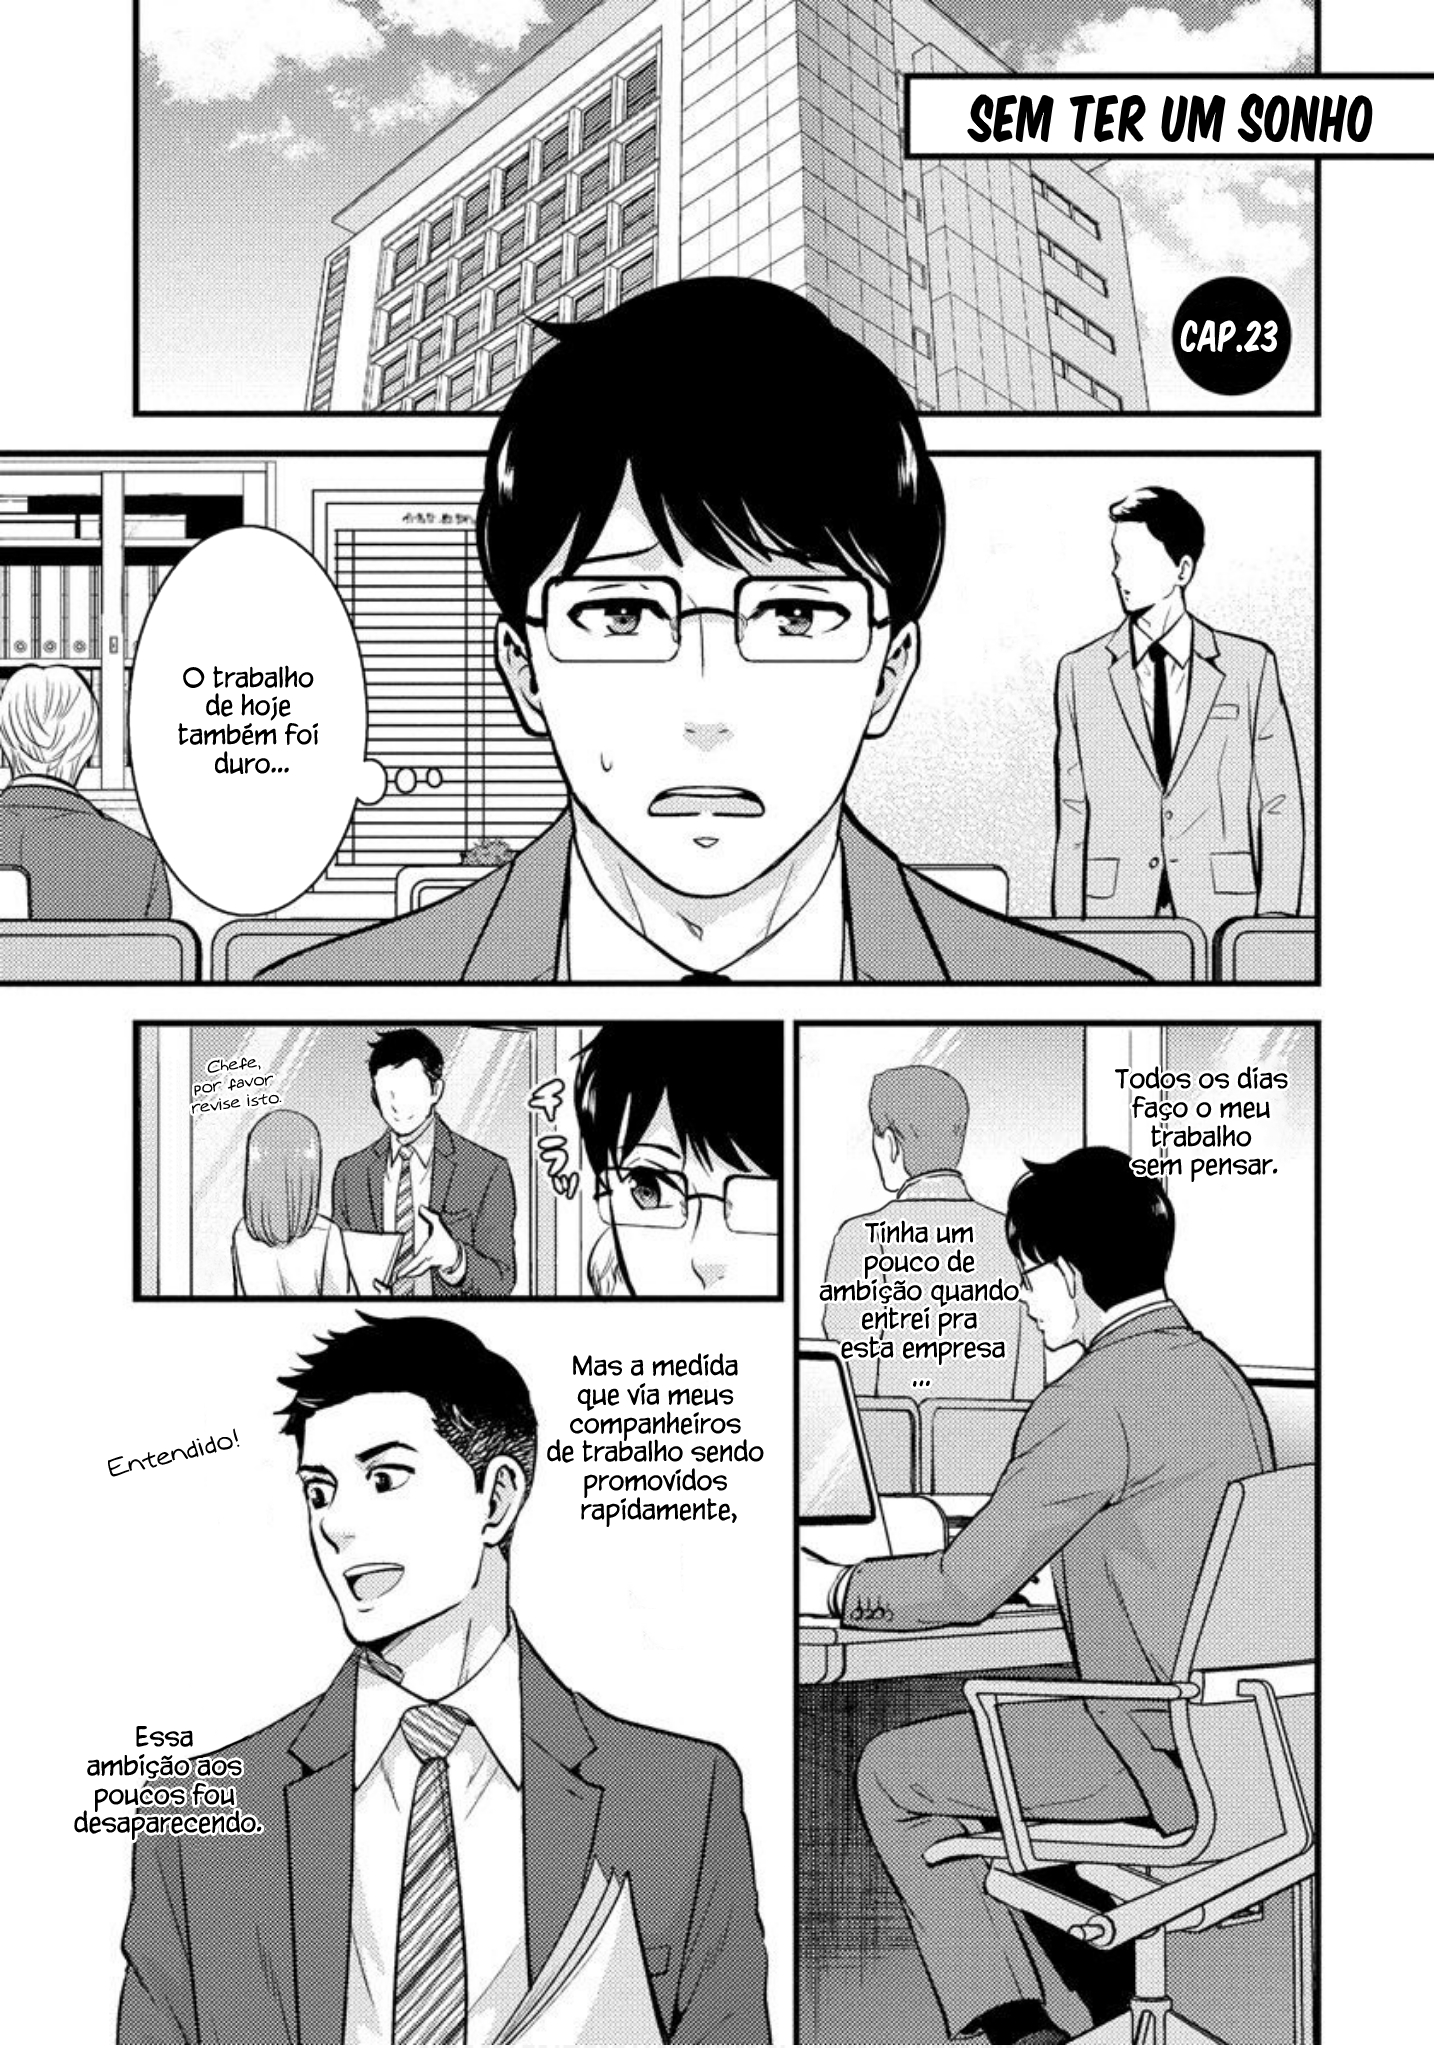 SEM TER UM SONHO
CAP.23
O trabalho
de hoje
também foi
duro...
Todos os dias
faço o meu
trabalho
sem pensar.
Tinha um
pouco de
ambição quando
entrei pra
esta empresa
...
チラッ
Chefe,
por favor
revise isto.
Mas a medida
que via meus
companheiros
de trabalho sendo
promovidos
rapidamente,
Entendido!
Essa
ambição aos
poucos fou
desaparecendo.